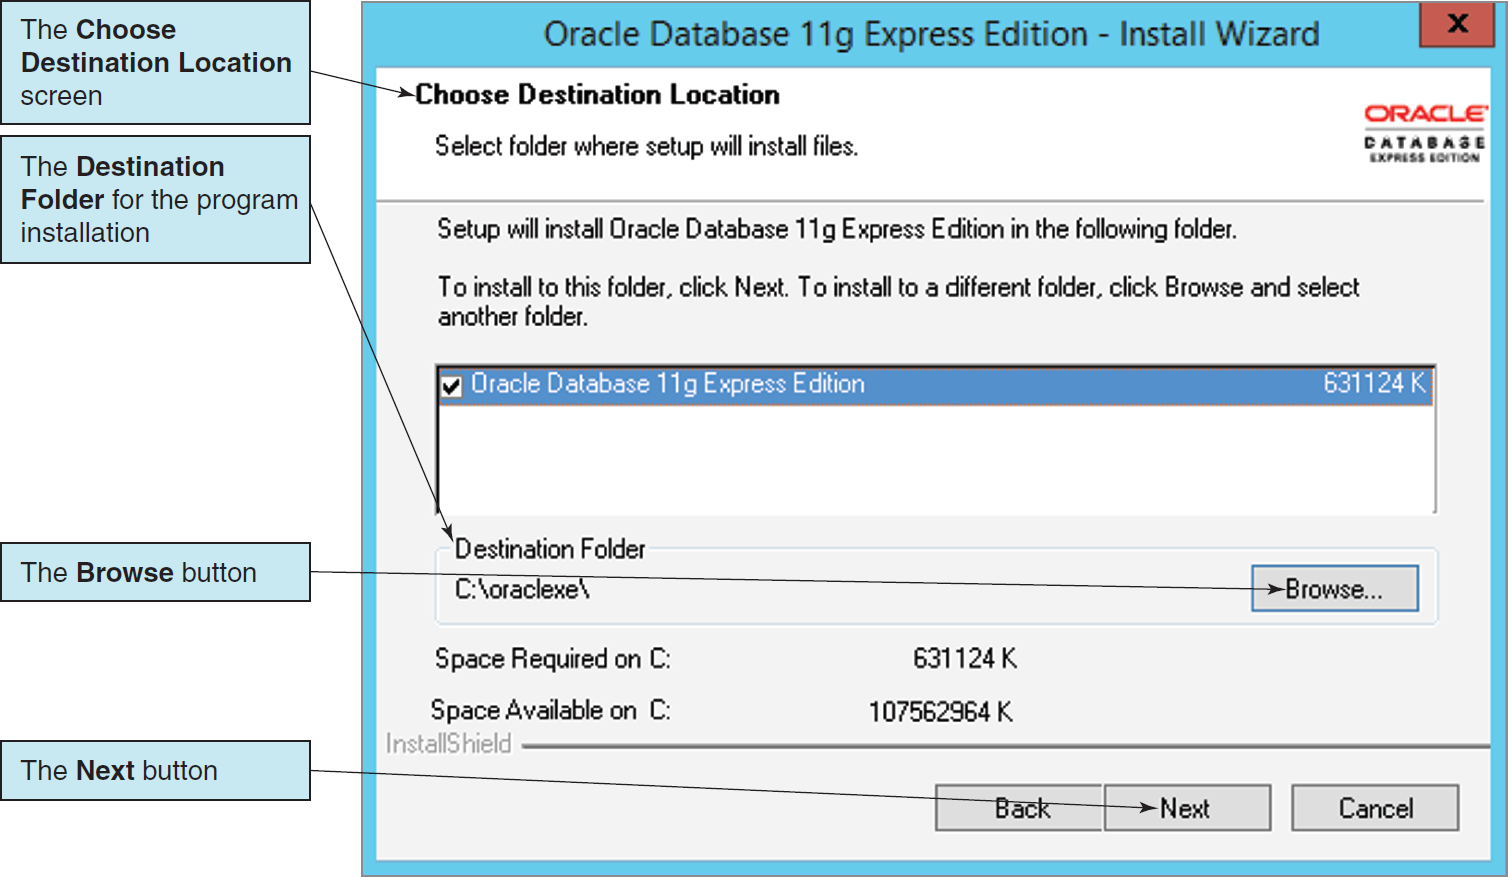 The Choose
Destination Location
screen
The Destination
Folder for the program
installation
The Browse button
The Next button
Oracle Database 11g Express Edition - Install Wizard
x
Choose Destination Location
Select folder where setup will install files.
ORACLE
DATABASE
EXPRESS EDITION
Setup will install Oracle Database 11g Express Edition in the following folder.
To install to this folder, click Next. To install to a different folder, click Browse and select
another folder.
Oracle Database 11g Express Edition 631124 K
Destination Folder
C:\oraclexe\ Browse...
Space Required on C: 631124 K
Space Available on C: 107562964 K
InstallShield
Back Next Cancel